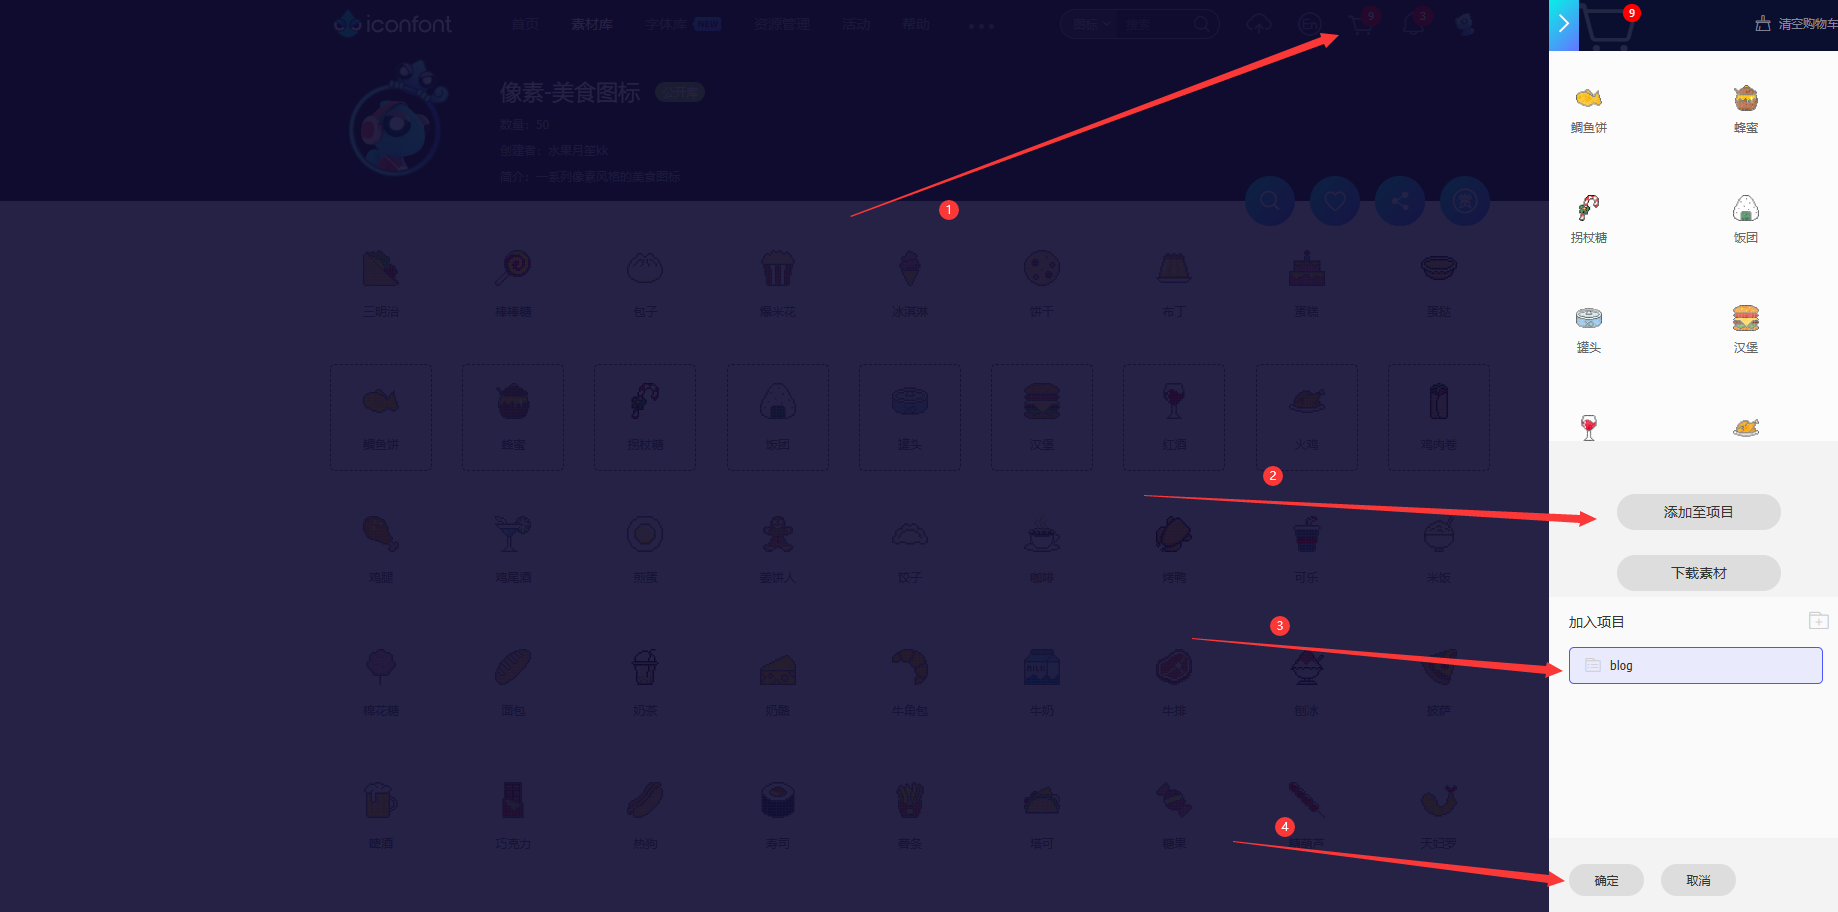 iconfont 首页 素材库 字体库 NEW 资源管理 活动 帮助 图标 搜索 En 9 3
像素-美食图标 公开库
数量：50
创建者：水果月星kk
简介：一系列像素风格的美食图标
赏
1
三明治 棒棒糖 包子 爆米花 冰淇淋 饼干 布丁 蛋糕 蛋挞
鲷鱼饼 蜂蜜 拐杖糖 饭团 罐头 汉堡 红酒 火鸡 鸡肉卷
2
鸡腿 鸡尾酒 煎蛋 姜饼人 饺子 咖啡 烤鸭 可乐 米饭
3
棉花糖 面包 奶茶 奶酪 牛角包 牛奶 牛排 刨冰 披萨
啤酒 巧克力 热狗 寿司 薯条 塔可 糖果 天妇罗
4
9 清空购物车
鲷鱼饼 蜂蜜
拐杖糖 饭团
罐头 汉堡
添加至项目
下载素材
加入项目
blog
确定 取消